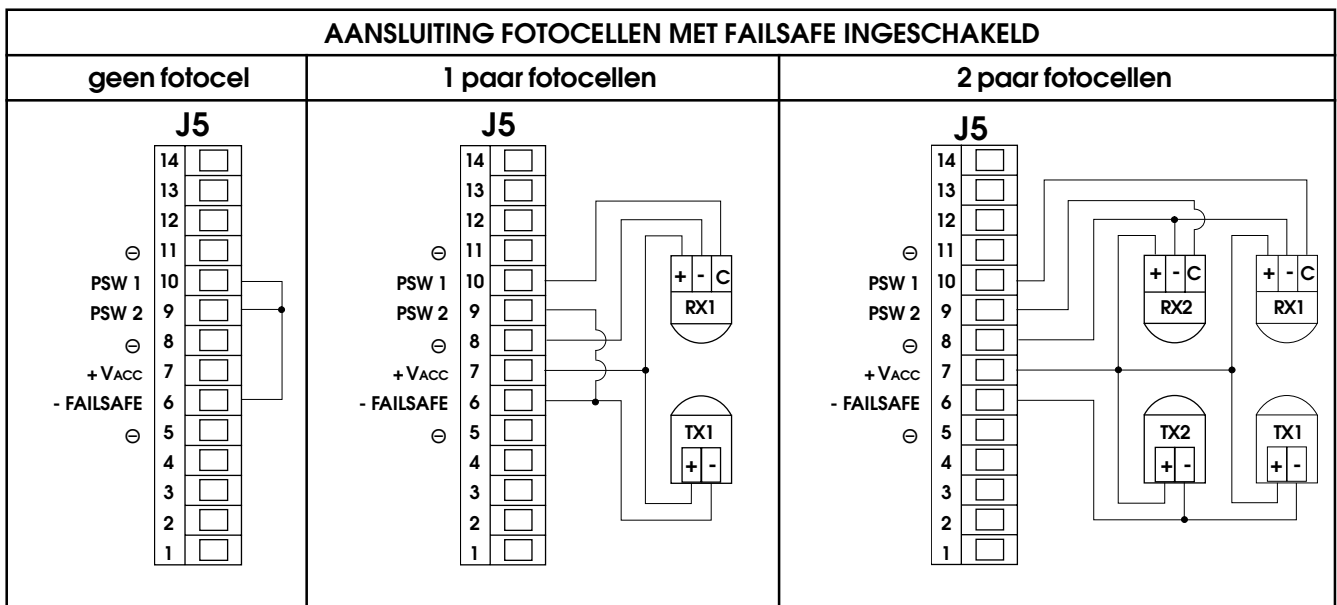 AANSLUITING FOTOCELLEN MET FAILSAFE INGESCHAKELD
geen fotocel
J5
14
13
12
⊖ 11
PSW 1 10
PSW 2 9
⊖ 8
+ VACC 7
- FAILSAFE 6
⊖ 5
4
3
2
1
1 paar fotocellen
J5
14
13
12
⊖ 11
PSW 1 10
PSW 2 9
⊖ 8
+ VACC 7
- FAILSAFE 6
⊖ 5
4
3
2
1
+ - C
RX1
TX1
+ -
2 paar fotocellen
J5
14
13
12
⊖ 11
PSW 1 10
PSW 2 9
⊖ 8
+ VACC 7
- FAILSAFE 6
⊖ 5
4
3
2
1
+ - C
RX2
+ - C
RX1
TX2
+ -
TX1
+ -